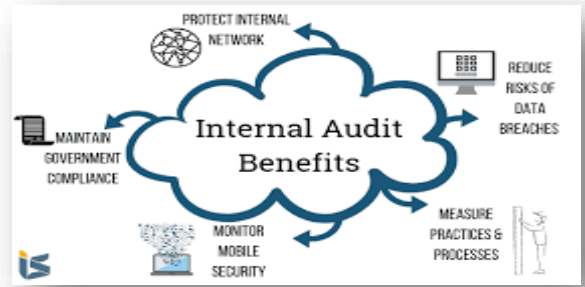 PROTECT INTERNAL
NETWORK
REDUCE
RISKS OF
DATA
BREACHES
Internal Audit
Benefits
MAINTAIN
GOVERNMENT
COMPLIANCE
MEASURE
PRACTICES &
PROCESSES
MONITOR
MOBILE
SECURITY
is